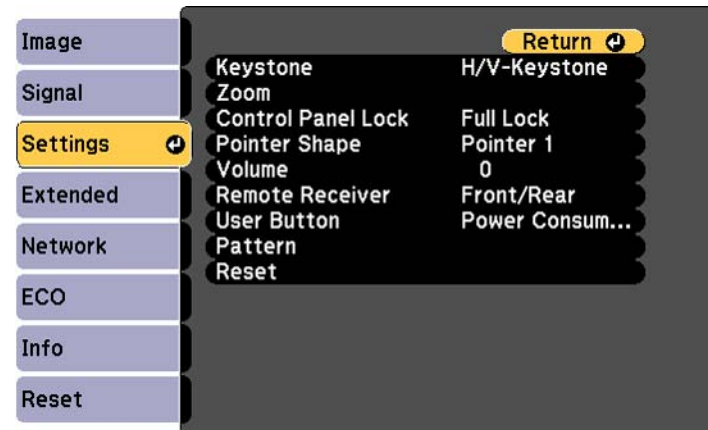 Image
Signal
Settings
Extended
Network
ECO
Info
Reset
Return
Keystone H/V-Keystone
Zoom
Control Panel Lock Full Lock
Pointer Shape Pointer 1
Volume 0
Remote Receiver Front/Rear
User Button Power Consum...
Pattern
Reset